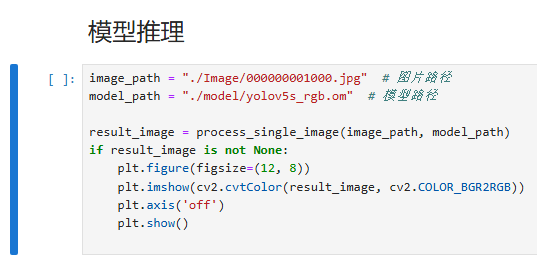 模型推理
[ ]: image_path = "./Image/000000001000.jpg"  # 图片路径
model_path = "./model/yolov5s_rgb.om"  # 模型路径

result_image = process_single_image(image_path, model_path)
if result_image is not None:
    plt.figure(figsize=(12, 8))
    plt.imshow(cv2.cvtColor(result_image, cv2.COLOR_BGR2RGB))
    plt.axis('off')
    plt.show()